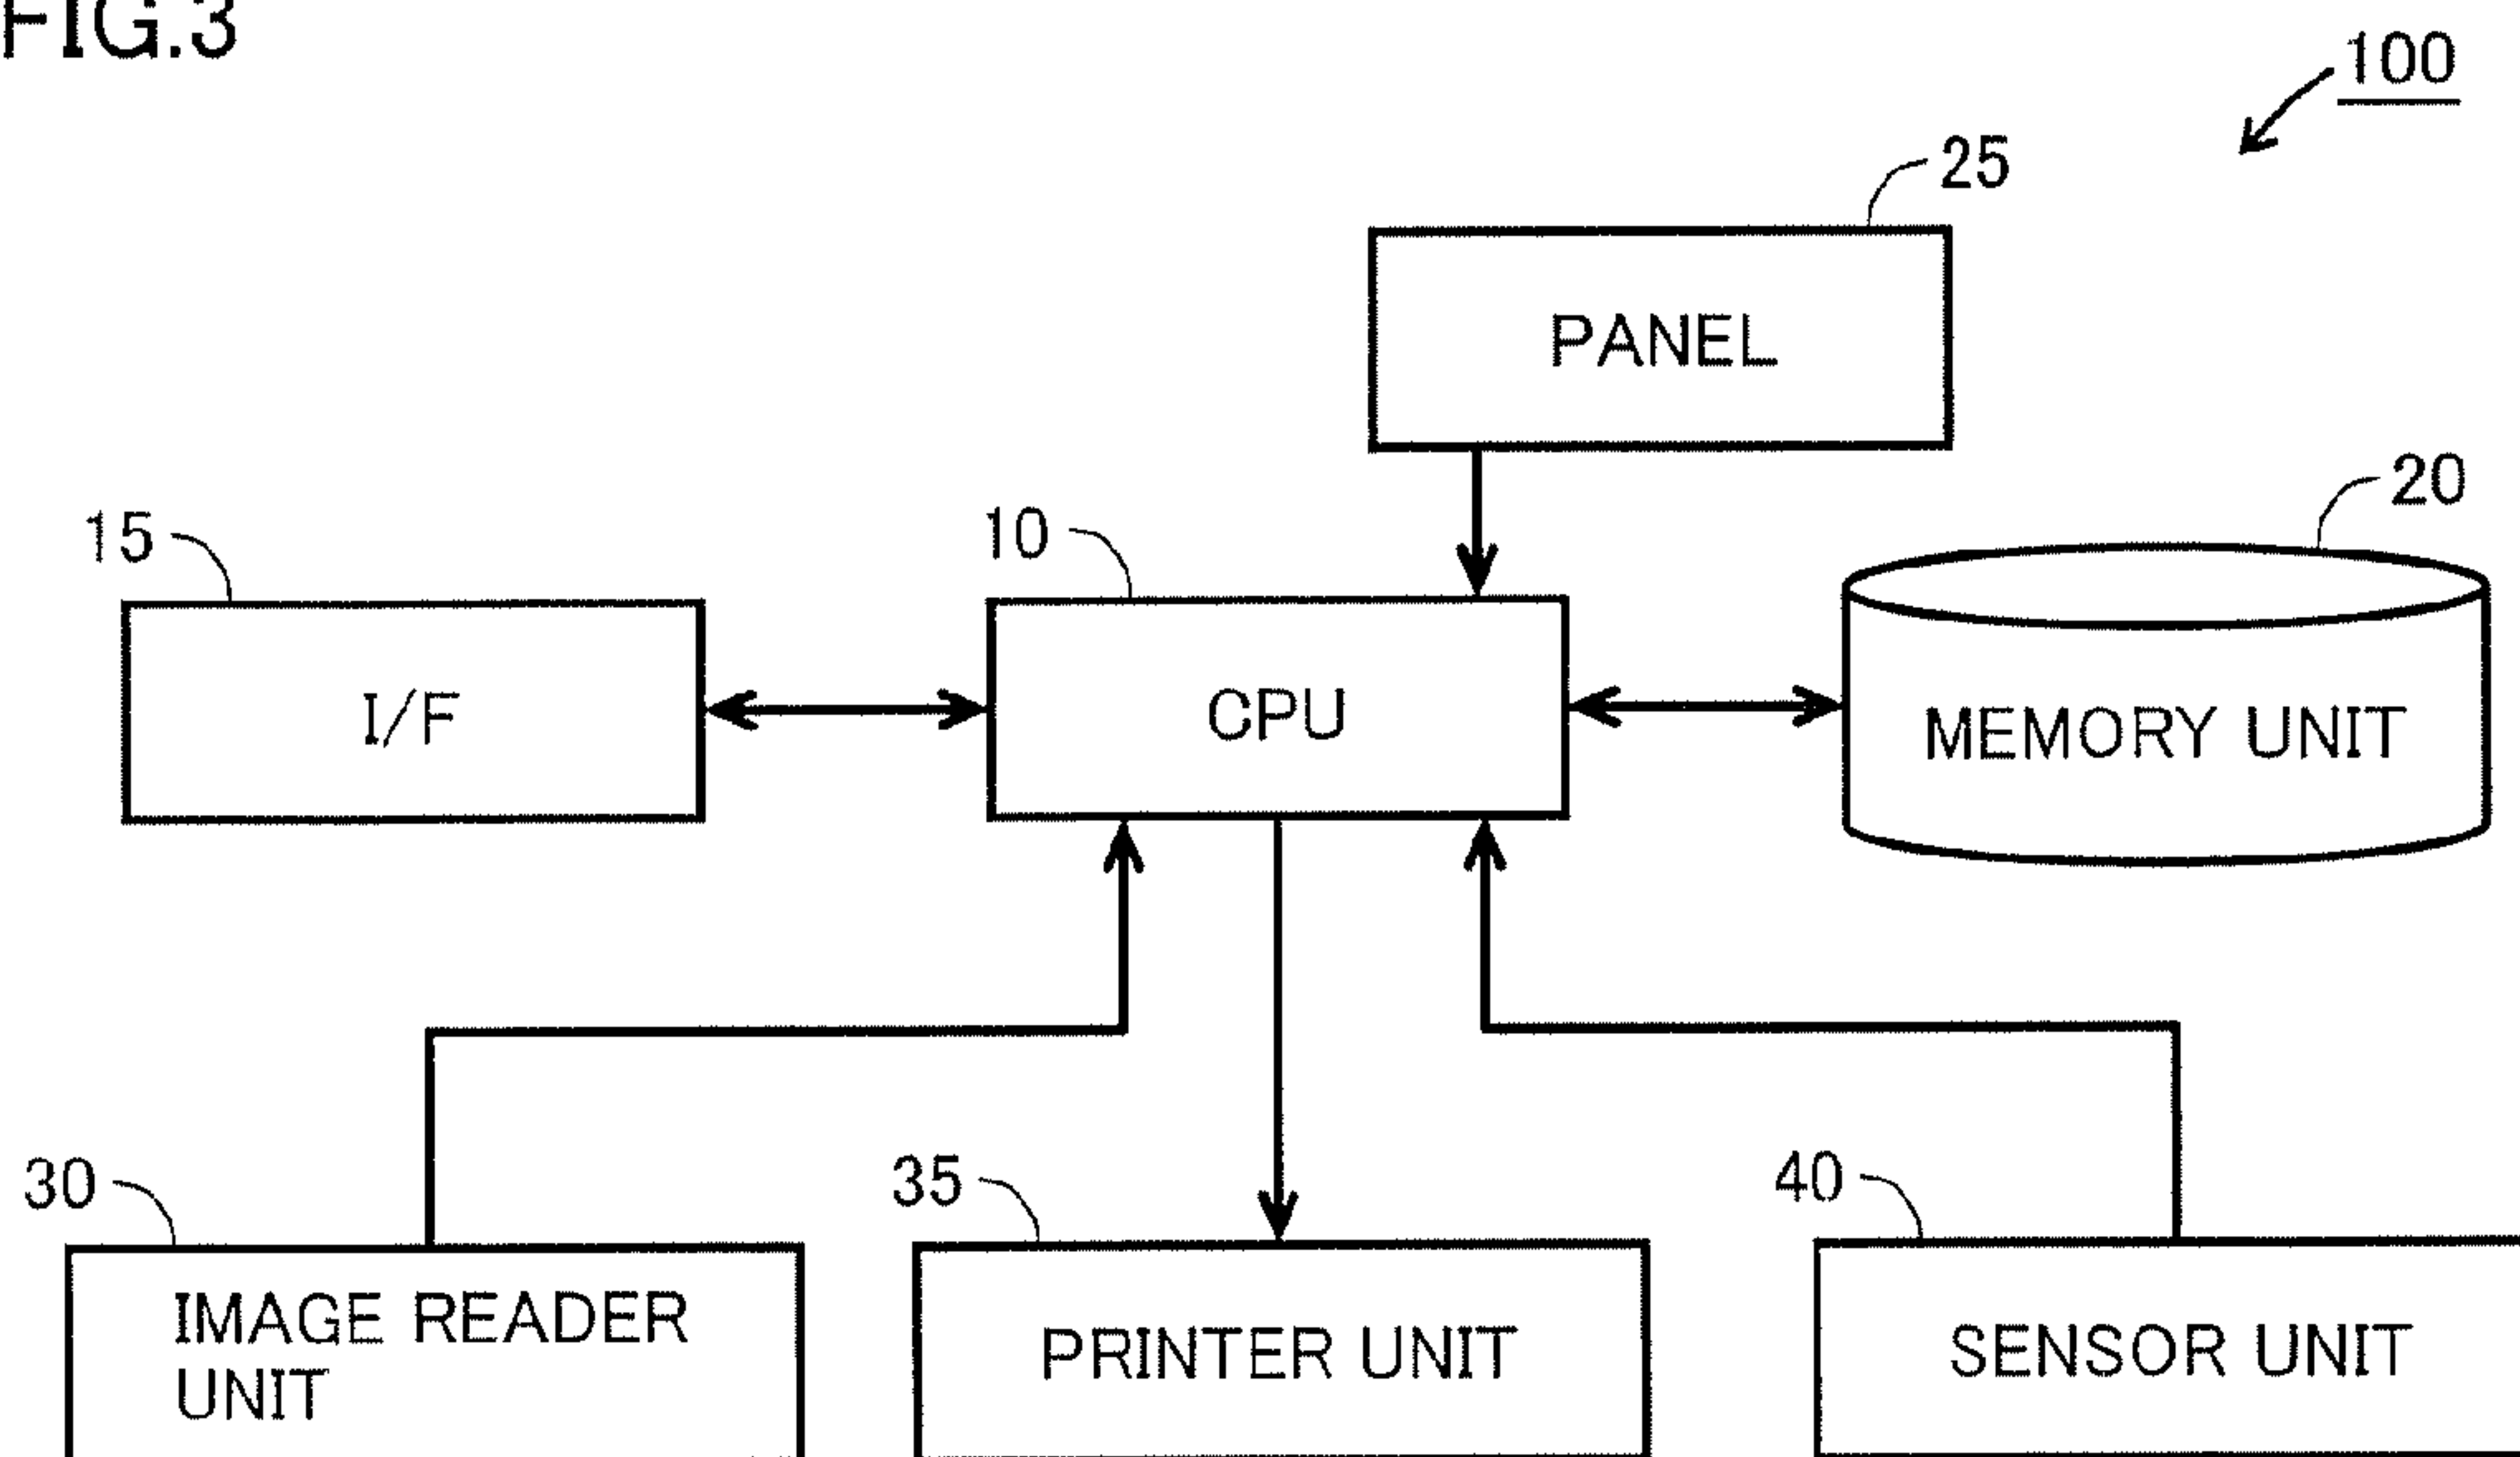 FIG.3
100
25
PANEL
20
15
10
I/F
CPU
MEMORY UNIT
30
35
40
IMAGE READER
UNIT
PRINTER UNIT
SENSOR UNIT